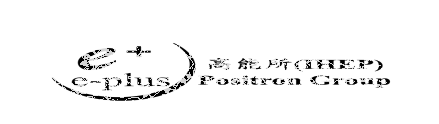 e+
e-plus
高能所(IHEP)
Positron Group